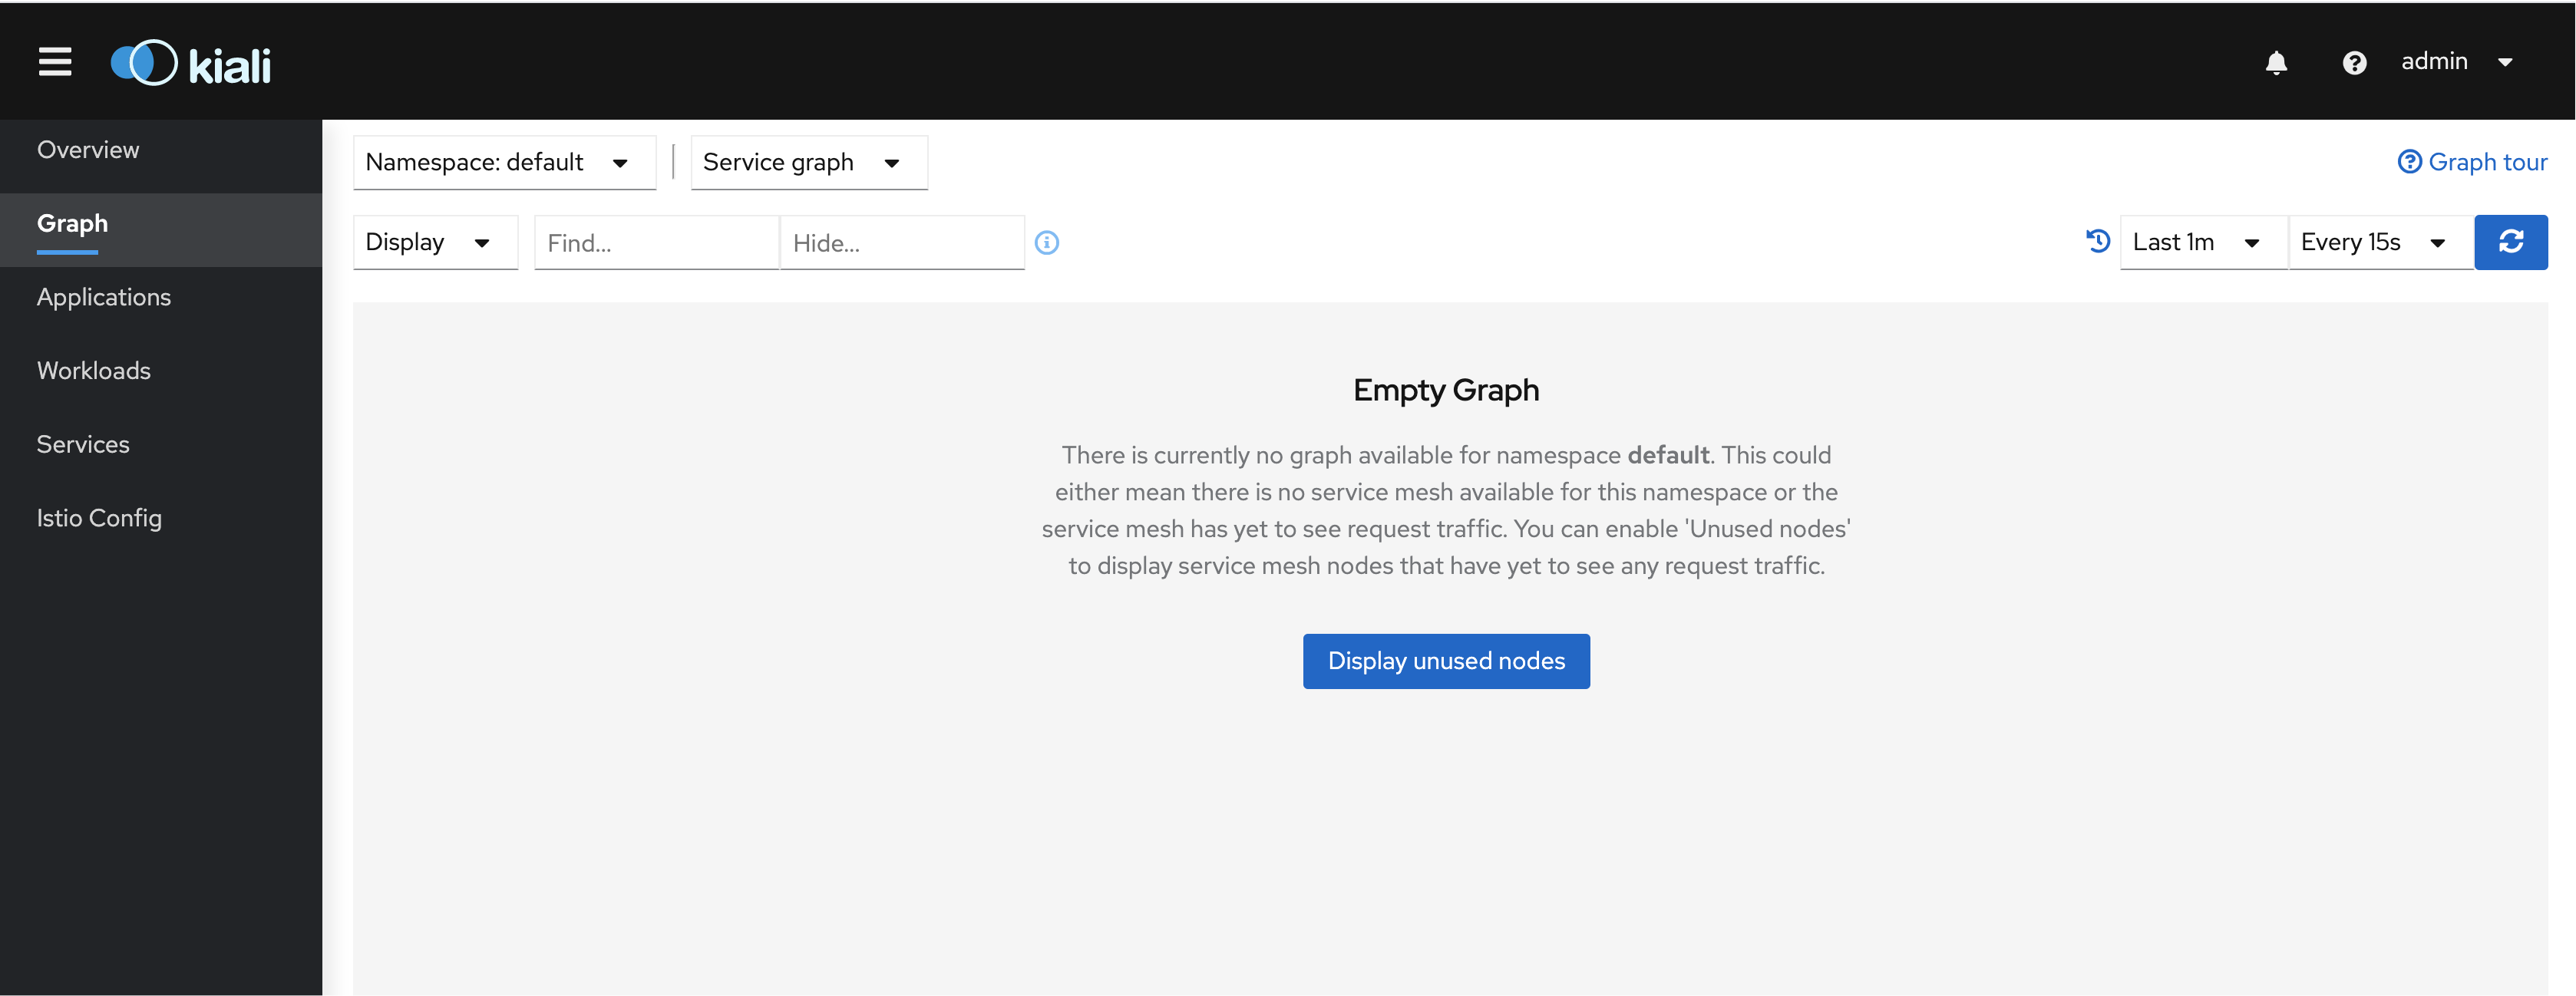 kiali
admin
Overview
Graph
Applications
Workloads
Services
Istio Config
Namespace: default
Service graph
Graph tour
Display
Find...
Hide...
Last 1m
Every 15s
Empty Graph
There is currently no graph available for namespace default. This could
either mean there is no service mesh available for this namespace or the
service mesh has yet to see request traffic. You can enable 'Unused nodes'
to display service mesh nodes that have yet to see any request traffic.
Display unused nodes